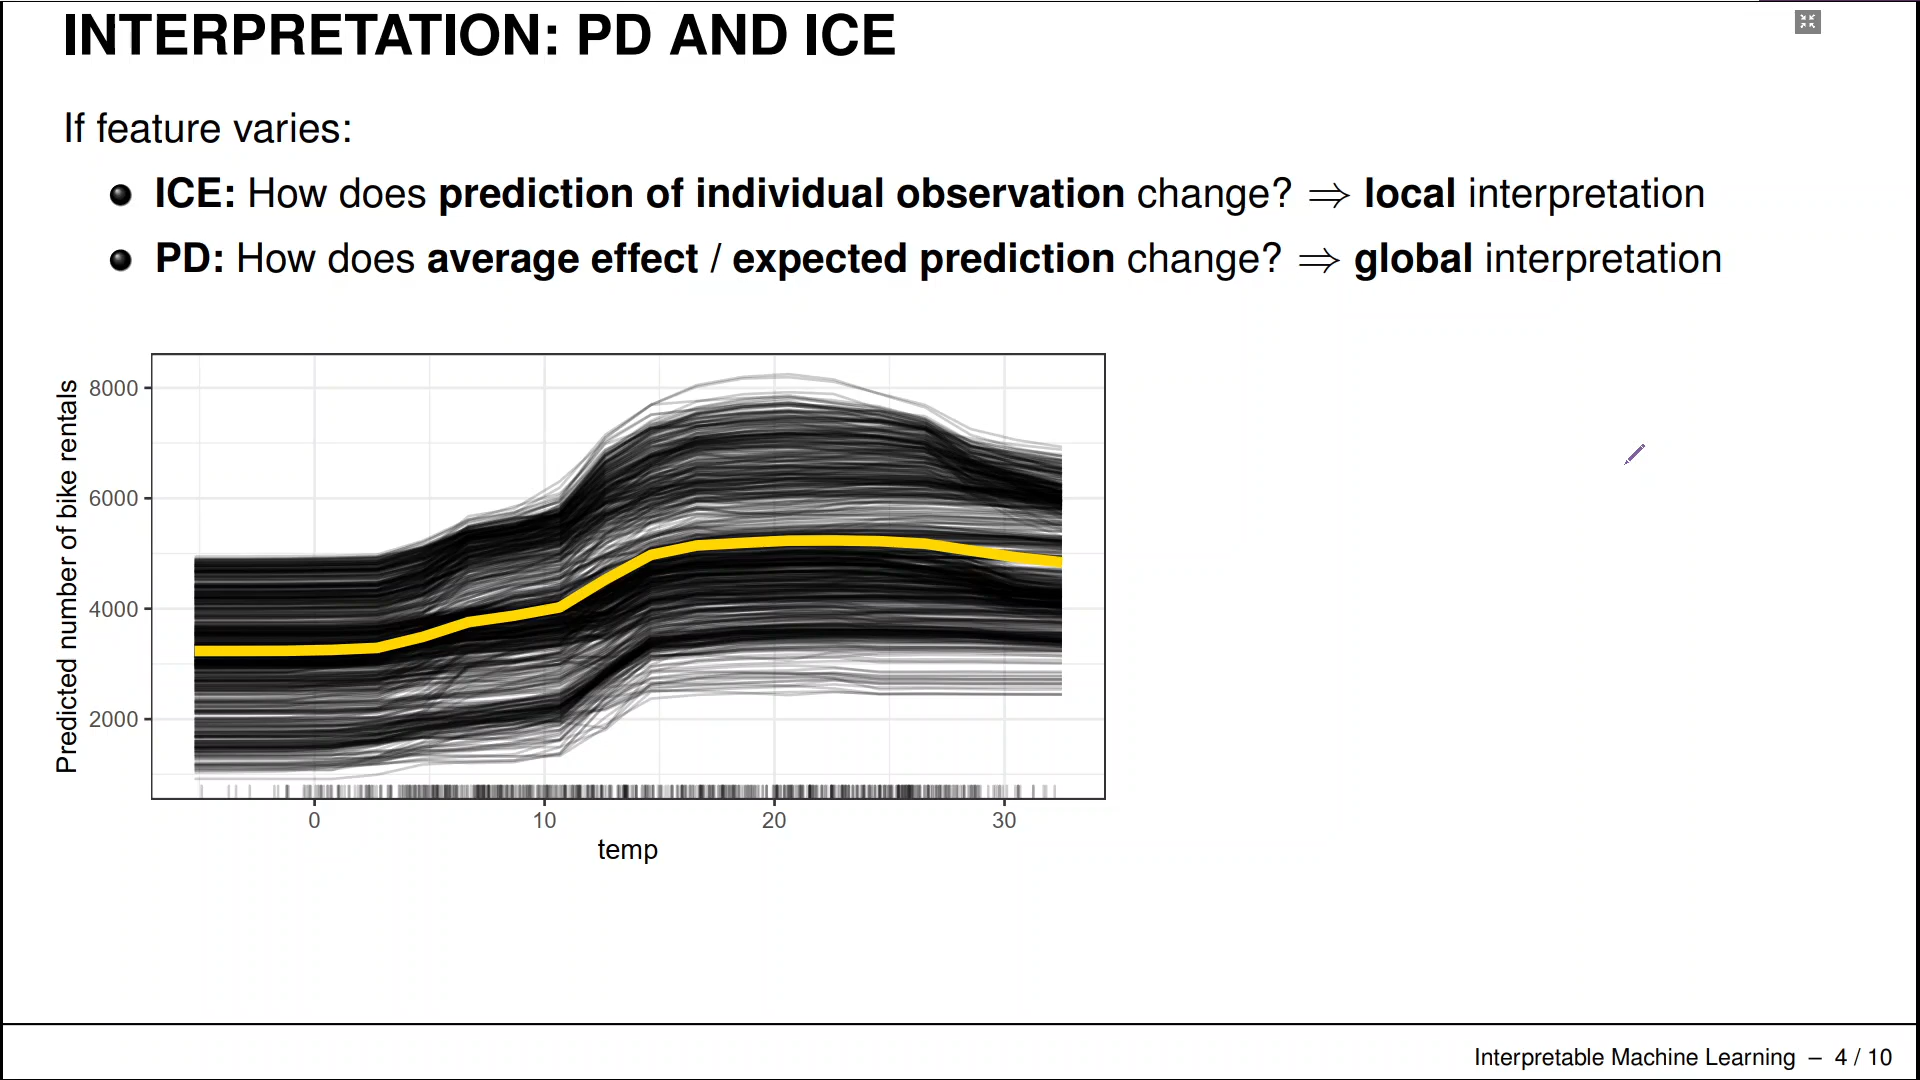 INTERPRETATION: PD AND ICE
If feature varies:
ICE: How does prediction of individual observation change? ⇒ local interpretation
PD: How does average effect / expected prediction change? ⇒ global interpretation
Predicted number of bike rentals
8000
6000
4000
2000
0 10 20 30
temp
Interpretable Machine Learning – 4 / 10